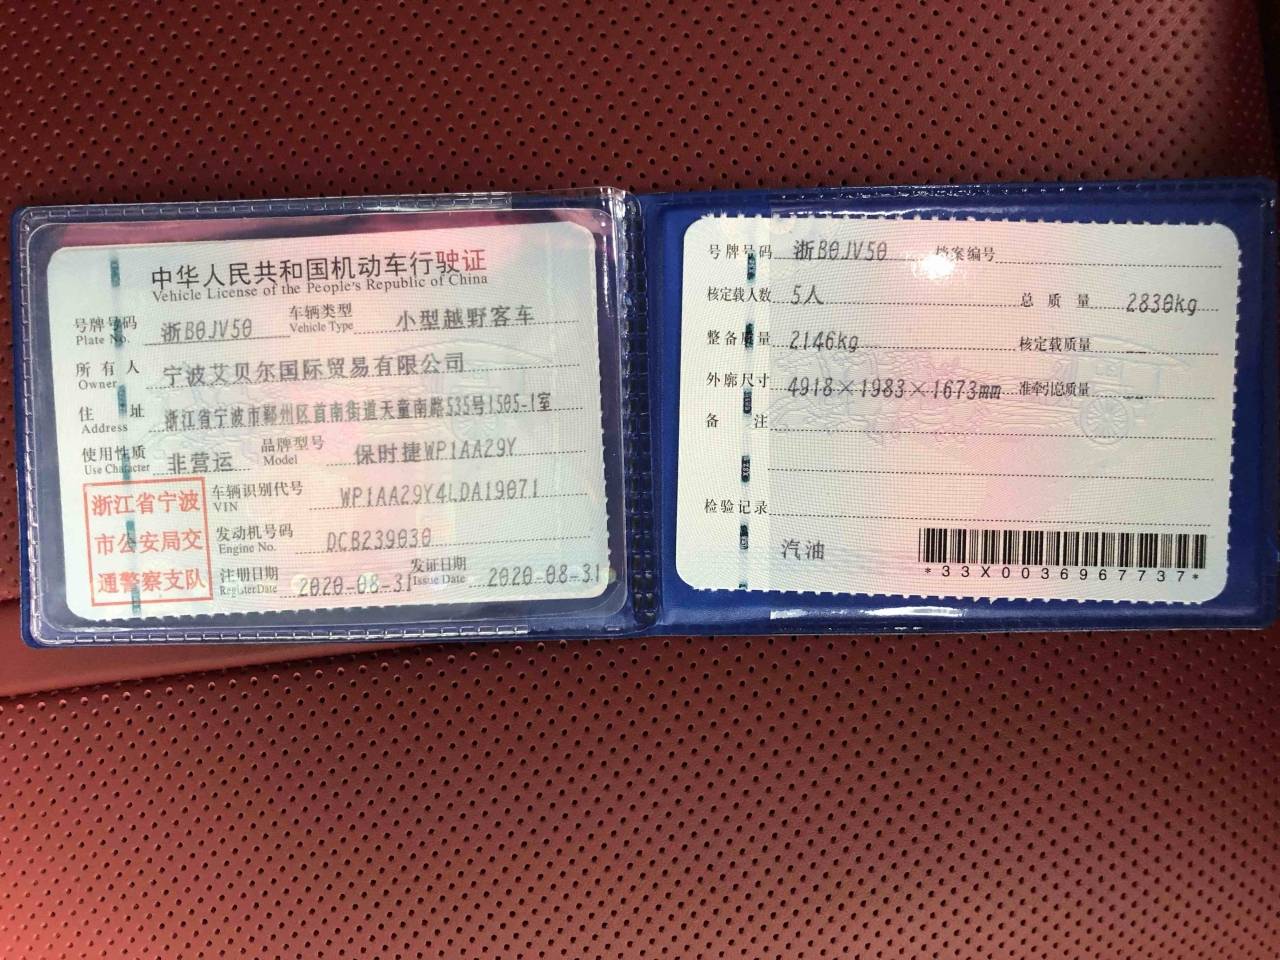 中华人民共和国机动车行驶证
Vehicle License of the People's Republic of China
号牌号码 浙B0JV50 车辆类型 小型越野客车
Plate No. Vehicle Type
所有人 宁波艾贝尔国际贸易有限公司
Owner
住址 浙江省宁波市鄞州区首南街道天童南路535号1505-1室
Address
使用性质 非营运 品牌型号 保时捷WP1AA29Y
Use Character Model
浙江省宁波
市公安局交
通警察支队
车辆识别代号 WP1AA29Y4LDA19071
VIN
发动机号码 DCB239030
Engine No.
注册日期 2020-08-31 发证日期 2020-08-31
Register Date Issue Date
号牌号码 浙B0JV50 档案编号
核定载人数 5人 总质量 2830kg
整备质量 2146kg 核定载质量 --
外廓尺寸 4918×1983×1673mm 准牵引总质量 --
备注
检验记录
汽油
*33X0036967737*